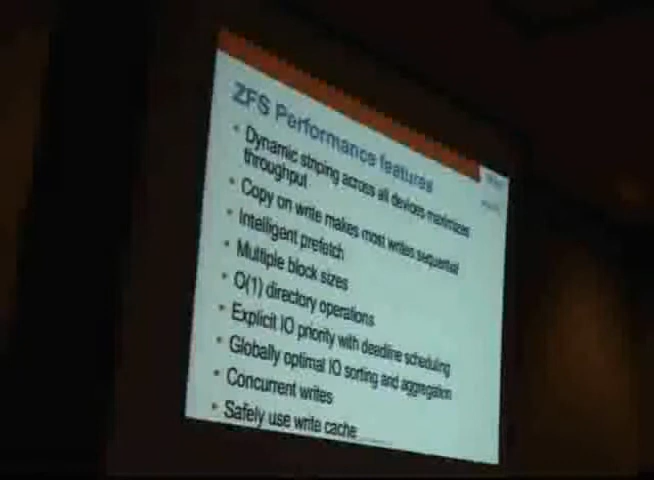 ZFS Performance features
• Dynamic striping across all devices maximizes
throughput
• Copy on write makes most writes sequential
• Intelligent prefetch
• Multiple block sizes
• O(1) directory operations
• Explicit IO priority with deadline scheduling
• Globally optimal IO sorting and aggregation
• Concurrent writes
• Safely use write cache